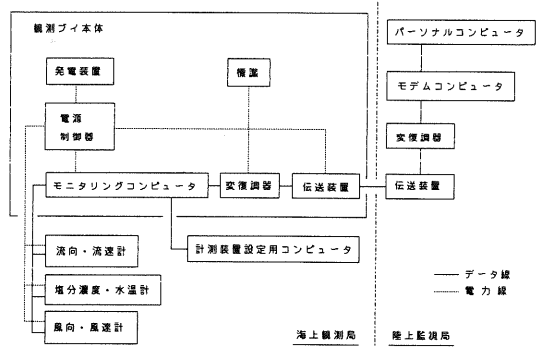 観測ブイ本体
発電装置
標識
電源
制御器
モニタリングコンピュータ
変復調器
伝送装置
流向・流速計
計測装置設定用コンピュータ
塩分濃度・水温計
風向・風速計
海上観測局
パーソナルコンピュータ
モデムコンピュータ
変復調器
伝送装置
データ線
電力線
陸上監視局